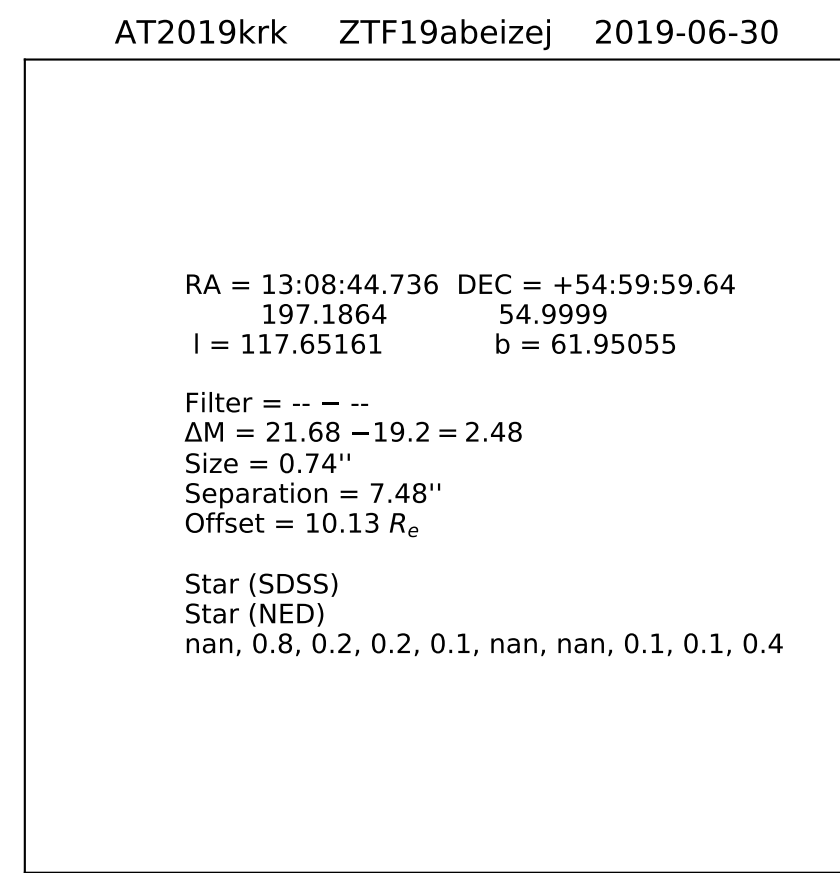 AT2019krk ZTF19abeizej 2019-06-30
RA = 13:08:44.736 DEC = +54:59:59.64
197.1864 54.9999
l = 117.65161 b = 61.95055
Filter = -- − --
ΔM = 21.68 −19.2 = 2.48
Size = 0.74''
Separation = 7.48''
Offset = 10.13 Rₑ
Star (SDSS)
Star (NED)
nan, 0.8, 0.2, 0.2, 0.1, nan, nan, 0.1, 0.1, 0.4